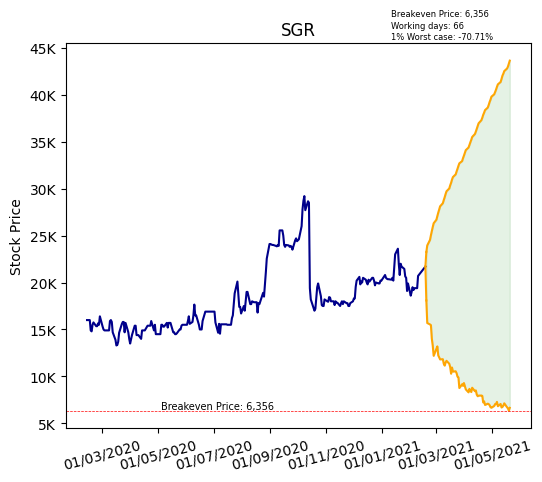 Breakeven Price: 6,356
Working days: 66
1% Worst case: -70.71%
SGR
45K
40K
35K
30K
25K
20K
15K
10K
5K
Stock Price
Breakeven Price: 6,356
01/03/2020
01/05/2020
01/07/2020
01/09/2020
01/11/2020
01/01/2021
01/03/2021
01/05/2021